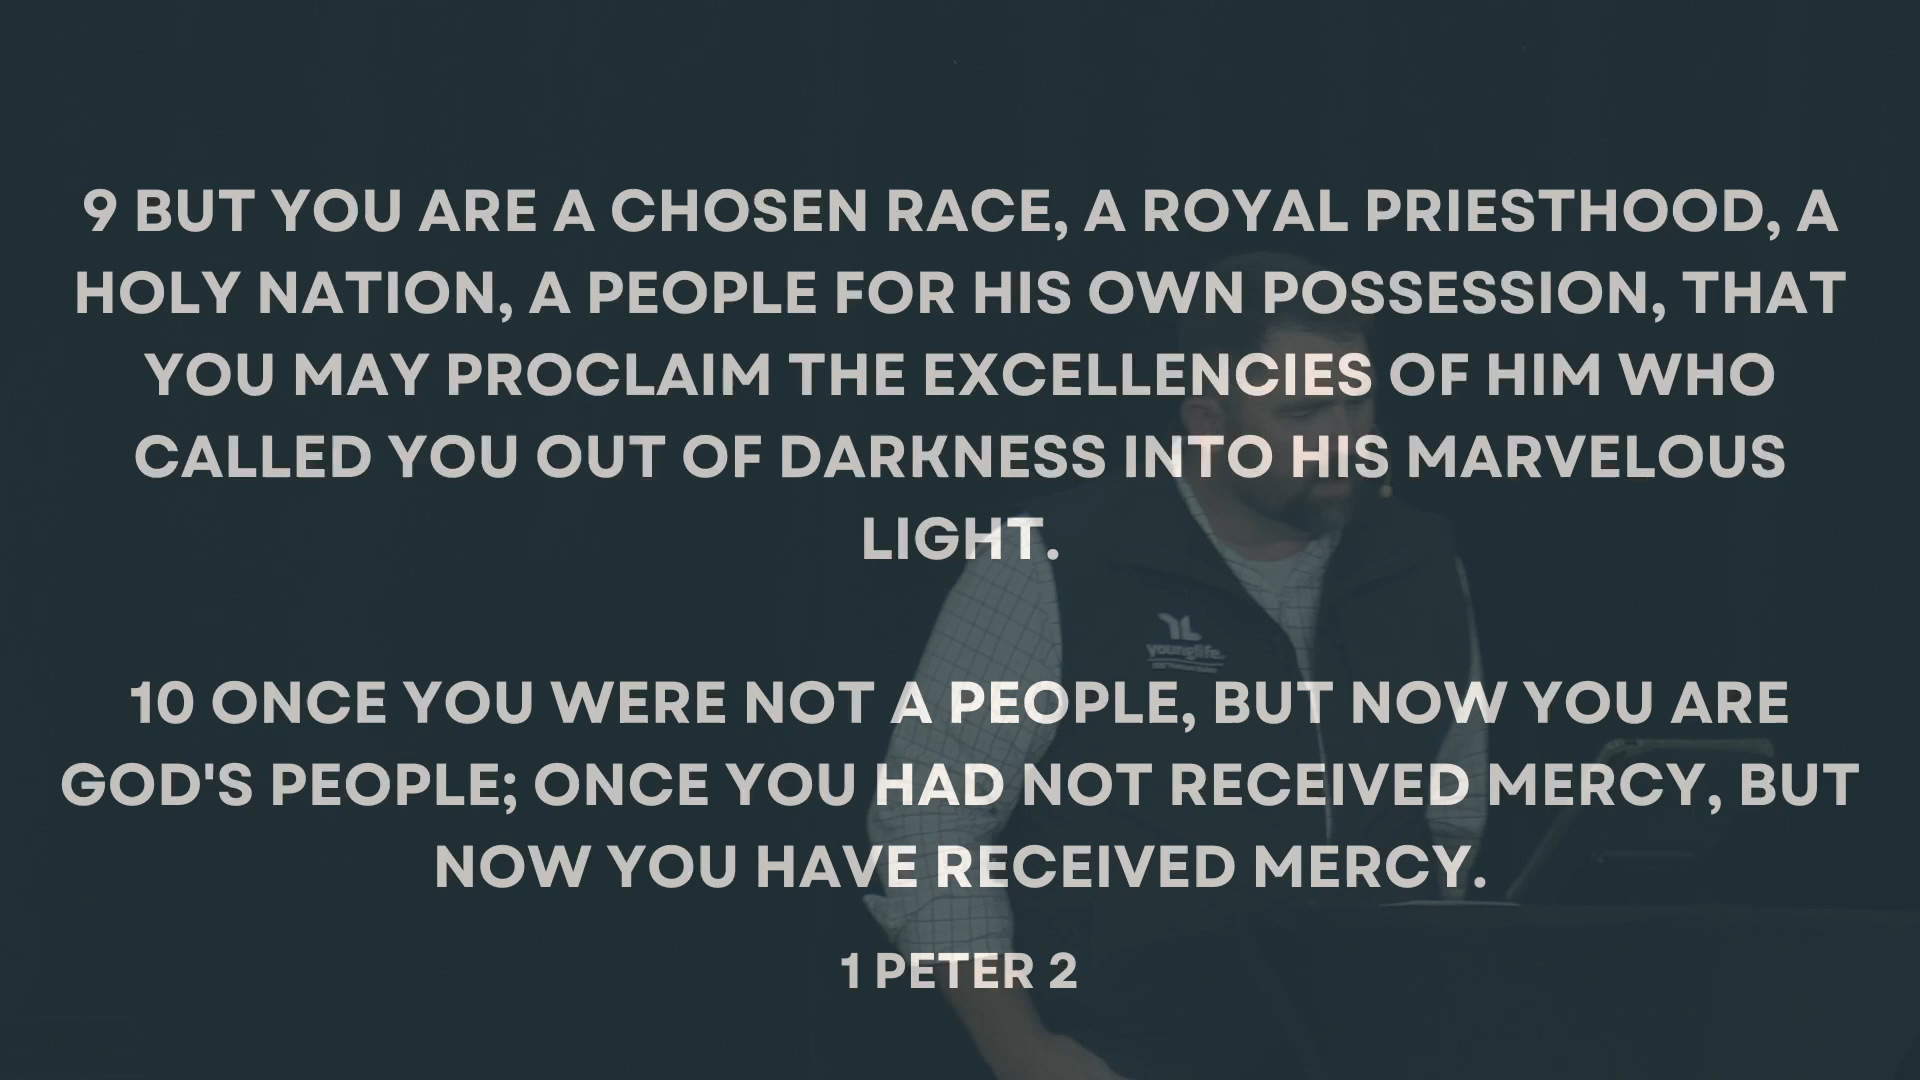 9 BUT YOU ARE A CHOSEN RACE, A ROYAL PRIESTHOOD, A
HOLY NATION, A PEOPLE FOR HIS OWN POSSESSION, THAT
YOU MAY PROCLAIM THE EXCELLENCIES OF HIM WHO
CALLED YOU OUT OF DARKNESS INTO HIS MARVELOUS
LIGHT.
YL
younglife.
10 ONCE YOU WERE NOT A PEOPLE, BUT NOW YOU ARE
GOD'S PEOPLE; ONCE YOU HAD NOT RECEIVED MERCY, BUT
NOW YOU HAVE RECEIVED MERCY.
1 PETER 2